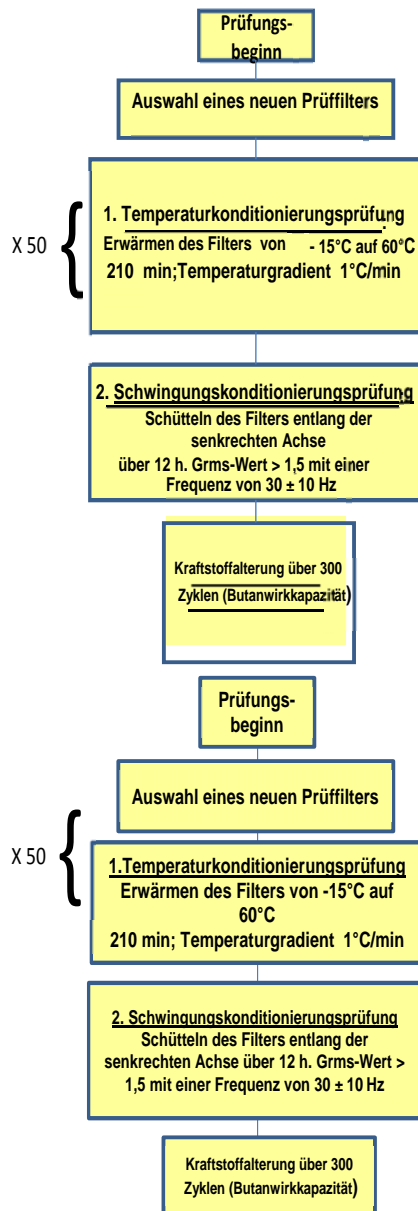 Prüfungs-
beginn
Auswahl eines neuen Prüffilters
X 50
1. Temperaturkonditionierungsprüfung
Erwärmen des Filters von - 15°C auf 60°C
210 min;Temperaturgradient 1°C/min
2. Schwingungskonditionierungsprüfung
Schütteln des Filters entlang der
senkrechten Achse
über 12 h. Grms-Wert > 1,5 mit einer
Frequenz von 30 ± 10 Hz
Kraftstoffalterung über 300
Zyklen (Butanwirkkapazität)
Prüfungs-
beginn
Auswahl eines neuen Prüffilters
X 50
1.Temperaturkonditionierungsprüfung
Erwärmen des Filters von -15°C auf
60°C
210 min; Temperaturgradient 1°C/min
2. Schwingungskonditionierungsprüfung
Schütteln des Filters entlang der
senkrechten Achse über 12 h. Grms-Wert >
1,5 mit einer Frequenz von 30 ± 10 Hz
Kraftstoffalterung über 300
Zyklen (Butanwirkkapazität)